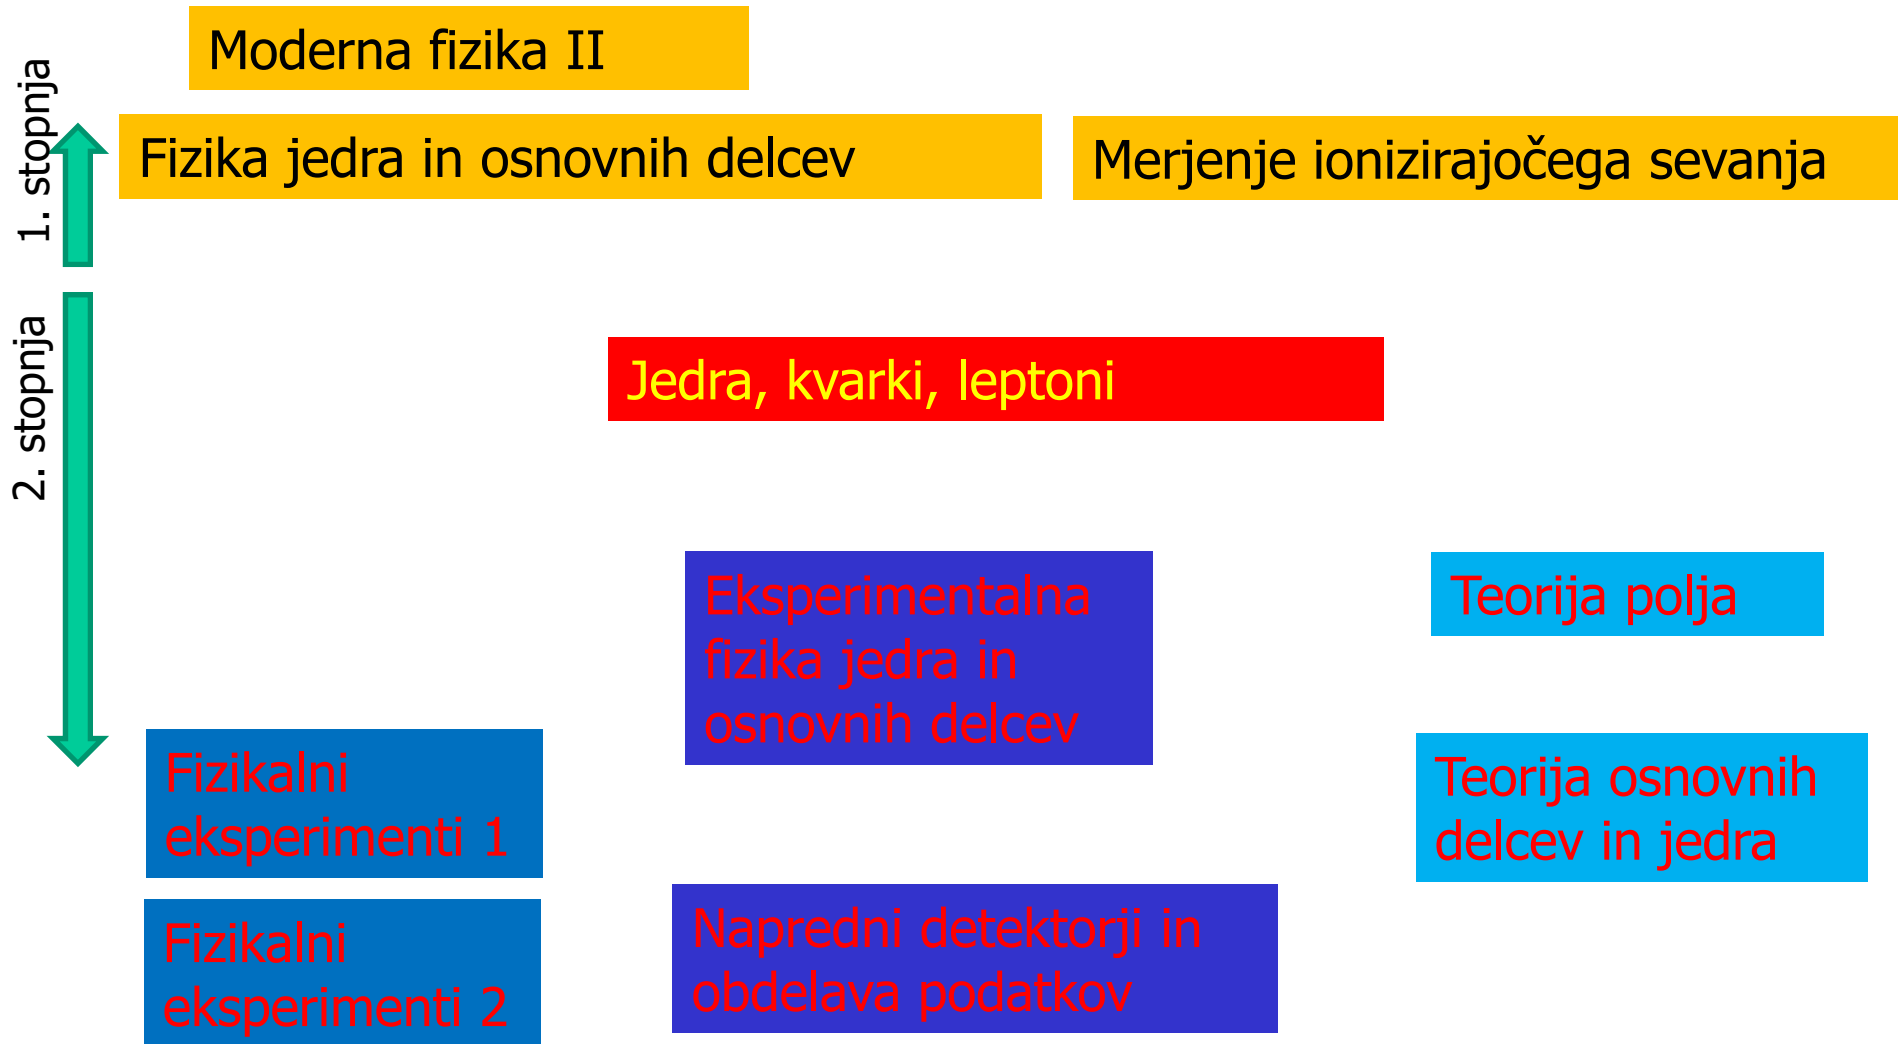 Moderna fizika II
1. stopnja
Fizika jedra in osnovnih delcev
Merjenje ionizirajočega sevanja
2. stopnja
Jedra, kvarki, leptoni
Eksperimentalna
fizika jedra in
osnovnih delcev
Teorija polja
Fizikalni
eksperimenti 1
Teorija osnovnih
delcev in jedra
Fizikalni
eksperimenti 2
Napredni detektorji in
obdelava podatkov